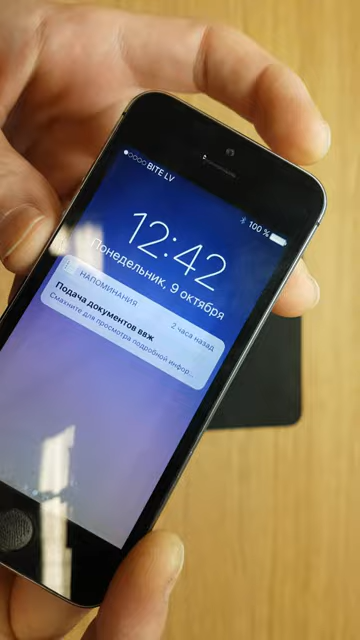 BITE LV
100 %
12:42
Понедельник, 9 октября
НАПОМИНАНИЯ
2 часа назад
Подача документов ввж
Смахните для просмотра подробной инфор...